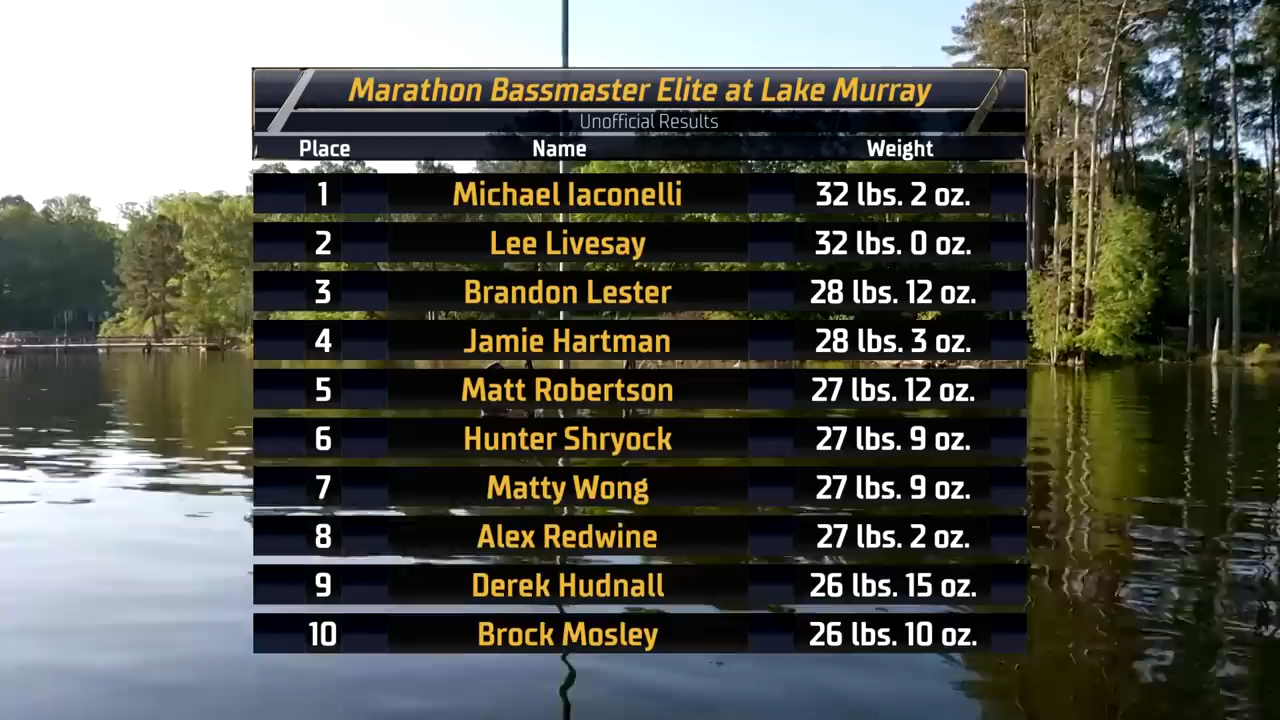 Marathon Bassmaster Elite at Lake Murray
Unofficial Results
Place Name Weight
1 Michael Iaconelli 32 lbs. 2 oz.
2 Lee Livesay 32 lbs. 0 oz.
3 Brandon Lester 28 lbs. 12 oz.
4 Jamie Hartman 28 lbs. 3 oz.
5 Matt Robertson 27 lbs. 12 oz.
6 Hunter Shryock 27 lbs. 9 oz.
7 Matty Wong 27 lbs. 9 oz.
8 Alex Redwine 27 lbs. 2 oz.
9 Derek Hudnall 26 lbs. 15 oz.
10 Brock Mosley 26 lbs. 10 oz.